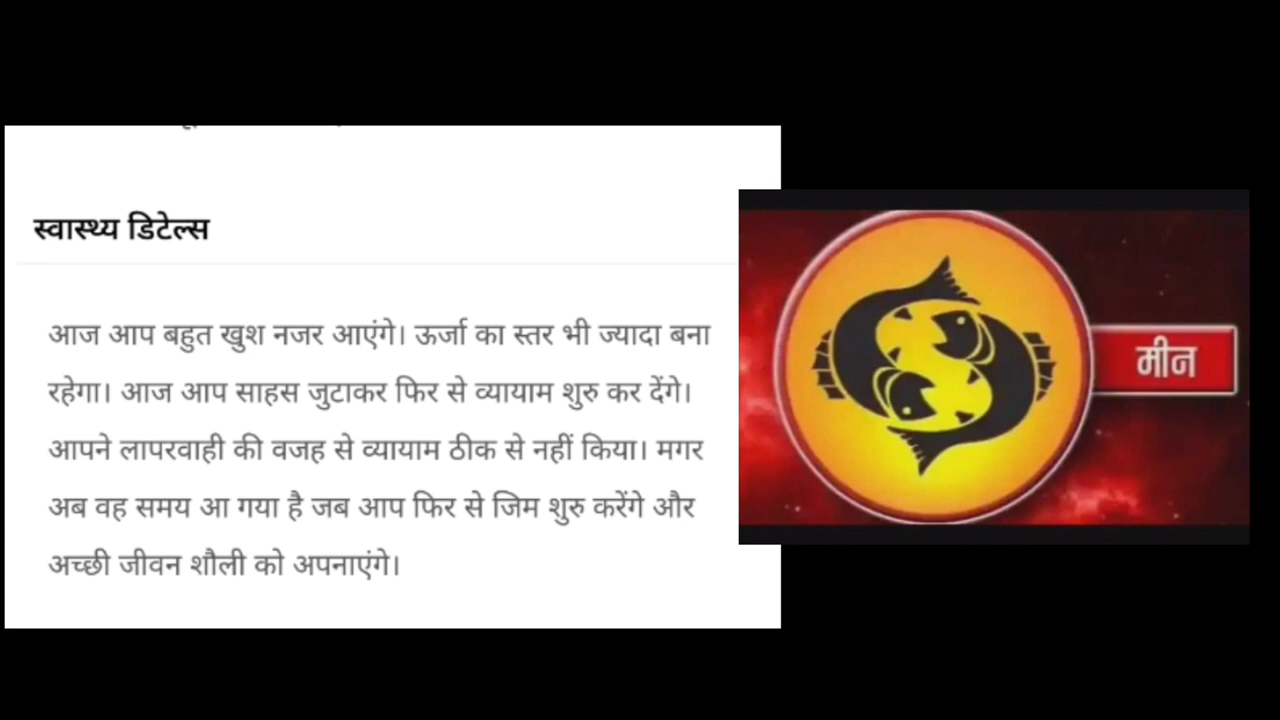 स्वास्थ्य डिटेल्स
आज आप बहुत खुश नजर आएंगे। ऊर्जा का स्तर भी ज्यादा बना
रहेगा। आज आप साहस जुटाकर फिर से व्यायाम शुरु कर देंगे।
आपने लापरवाही की वजह से व्यायाम ठीक से नहीं किया। मगर
अब वह समय आ गया है जब आप फिर से जिम शुरु करेंगे और
अच्छी जीवन शौली को अपनाएंगे।
मीन